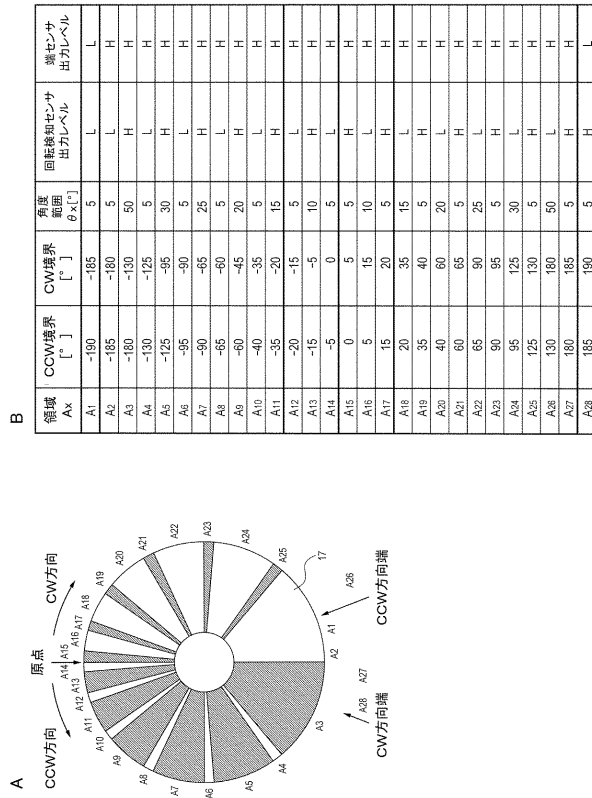 A
原点
CCW方向
CW方向
A14
A15
A13
A16
A12
A17
A11
A18
A10
A19
A9
A20
A8
A21
A7
A22
A6
A23
A5
A24
A4
A25
A3
17
A2
A1
A26
A28
A27
CW方向端
CCW方向端
B
領域 Ax	CCW境界 [°]	CW境界 [°]	角度範囲 θx[°]	回転検知センサ出力レベル	端センサ出力レベル
A1	-190	-185	5	L	L
A2	-185	-180	5	L	H
A3	-180	-130	50	H	H
A4	-130	-125	5	L	H
A5	-125	-95	30	H	H
A6	-95	-90	5	L	H
A7	-90	-65	25	H	H
A8	-65	-60	5	L	H
A9	-60	-45	20	H	H
A10	-40	-35	5	L	H
A11	-35	-20	15	H	H
A12	-20	-15	5	L	H
A13	-15	-5	10	H	H
A14	-5	0	5	L	H
A15	0	5	5	H	H
A16	5	15	10	L	H
A17	15	20	5	H	H
A18	20	35	15	L	H
A19	35	40	5	H	H
A20	40	60	20	L	H
A21	60	65	5	H	H
A22	65	90	25	L	H
A23	90	95	5	H	H
A24	95	125	30	L	H
A25	125	130	5	H	H
A26	130	180	50	L	H
A27	180	185	5	H	H
A28	185	190	5	H	L